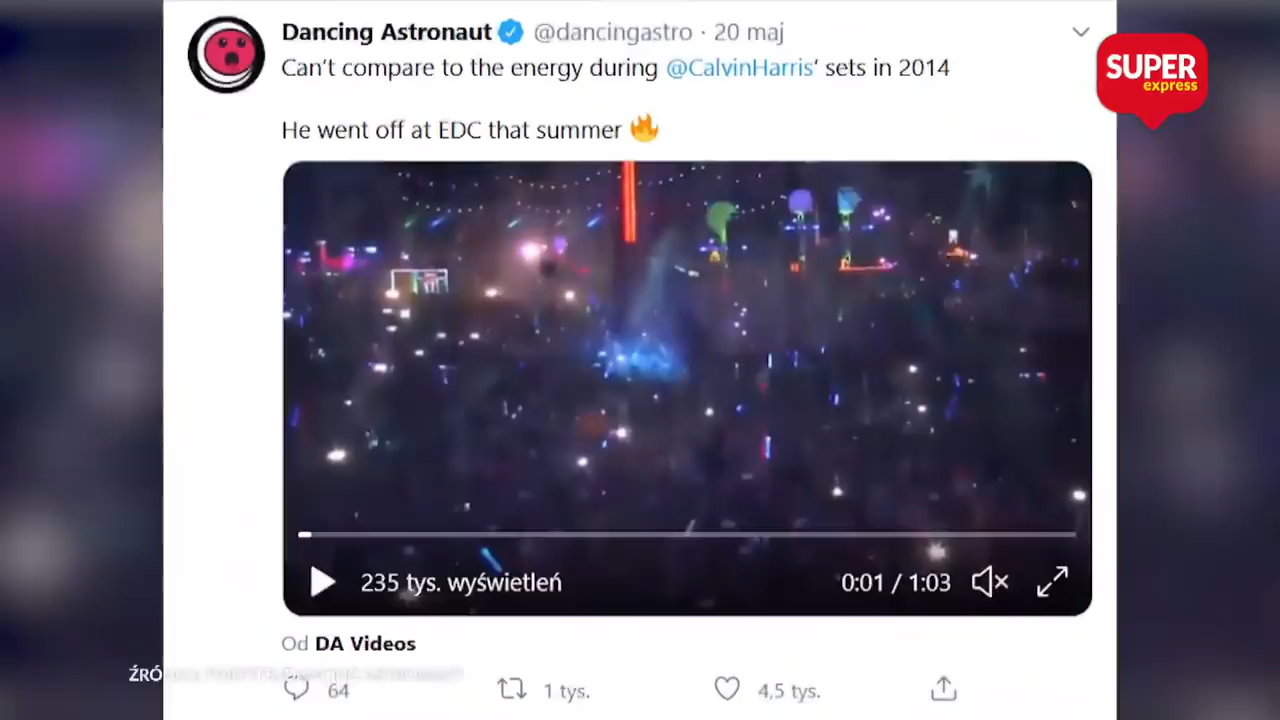 Dancing Astronaut @dancingastro · 20 maj
Can't compare to the energy during @CalvinHarris' sets in 2014
He went off at EDC that summer 🔥
SUPER
express
235 tys. wyświetleń
0:01 / 1:03
Od DA Videos
ŹRÓ
64
1 tys.
4,5 tys.